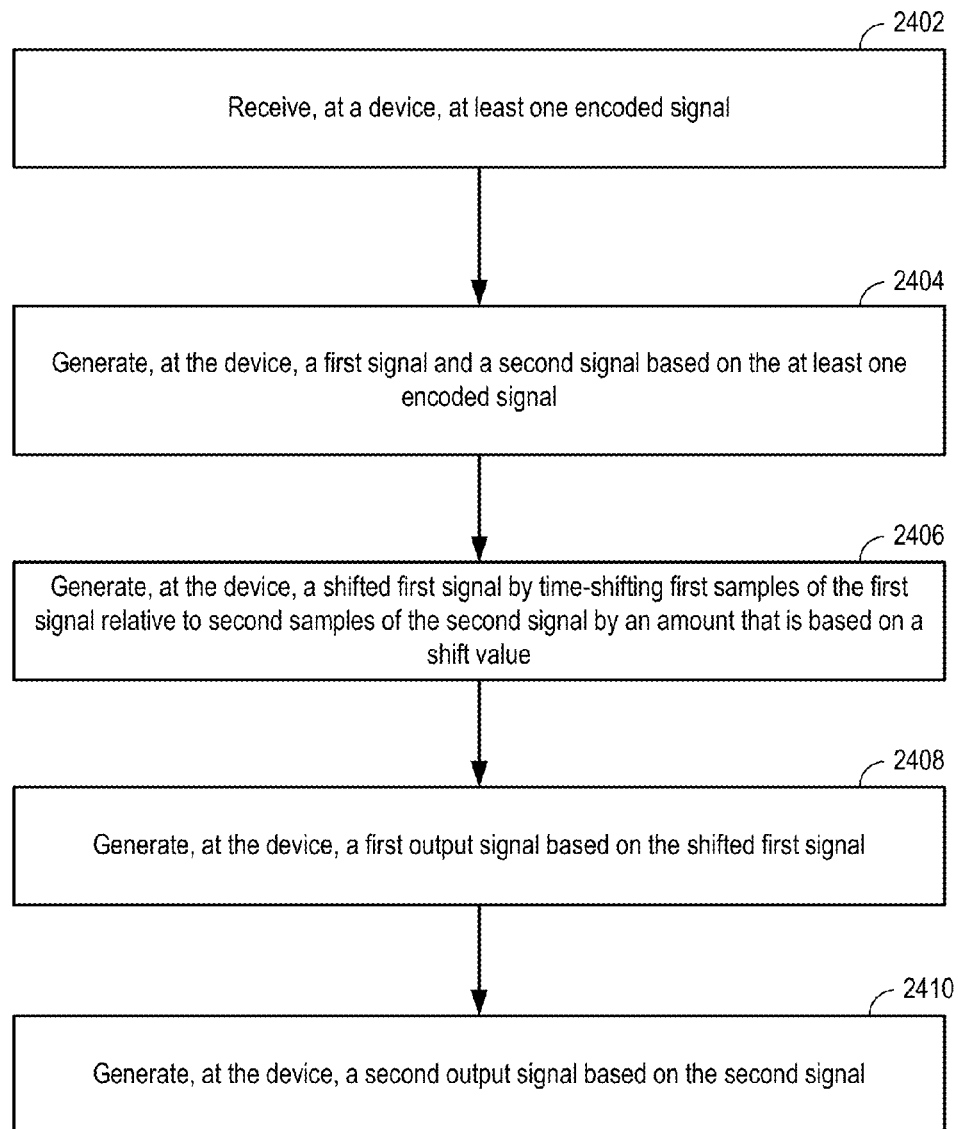 2402
Receive, at a device, at least one encoded signal
2404
Generate, at the device, a first signal and a second signal based on the at least one
encoded signal
2406
Generate, at the device, a shifted first signal by time-shifting first samples of the first
signal relative to second samples of the second signal by an amount that is based on a
shift value
2408
Generate, at the device, a first output signal based on the shifted first signal
2410
Generate, at the device, a second output signal based on the second signal